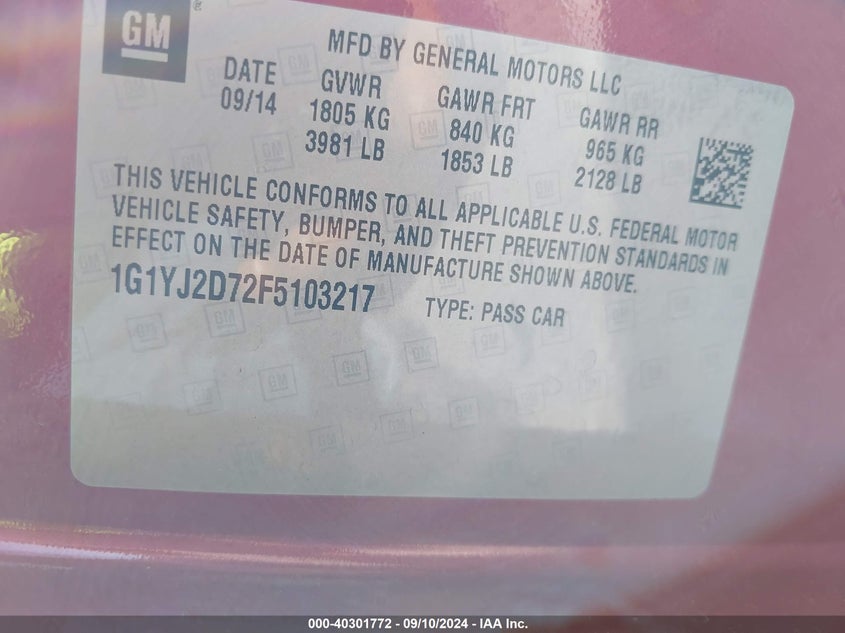 GM ®
MFD BY GENERAL MOTORS LLC
DATE GVWR GAWR FRT GAWR RR
09/14 1805 KG 840 KG 965 KG
3981 LB 1853 LB 2128 LB
THIS VEHICLE CONFORMS TO ALL APPLICABLE U.S. FEDERAL MOTOR
VEHICLE SAFETY, BUMPER, AND THEFT PREVENTION STANDARDS IN
EFFECT ON THE DATE OF MANUFACTURE SHOWN ABOVE.
1G1YJ2D72F5103217 TYPE: PASS CAR
000-40301772 - 09/10/2024 - IAA Inc.